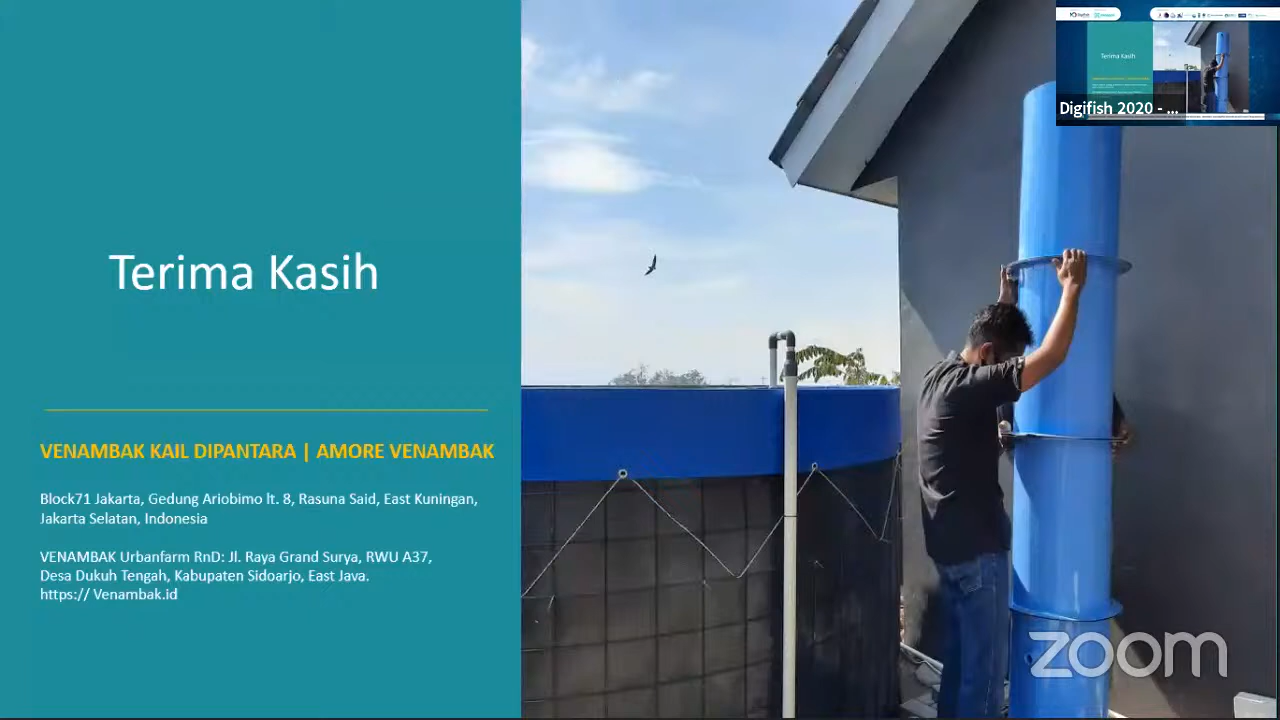 Terima Kasih
VENAMBAK KAIL DIPANTARA | AMORE VENAMBAK
Block71 Jakarta, Gedung Ariobimo lt. 8, Rasuna Said, East Kuningan,
Jakarta Selatan, Indonesia
VENAMBAK Urbanfarm RnD: Jl. Raya Grand Surya, RWU A37,
Desa Dukuh Tengah, Kabupaten Sidoarjo, East Java.
https:// Venambak.id
Terima Kasih
Digifish 2020 - ...
zoom